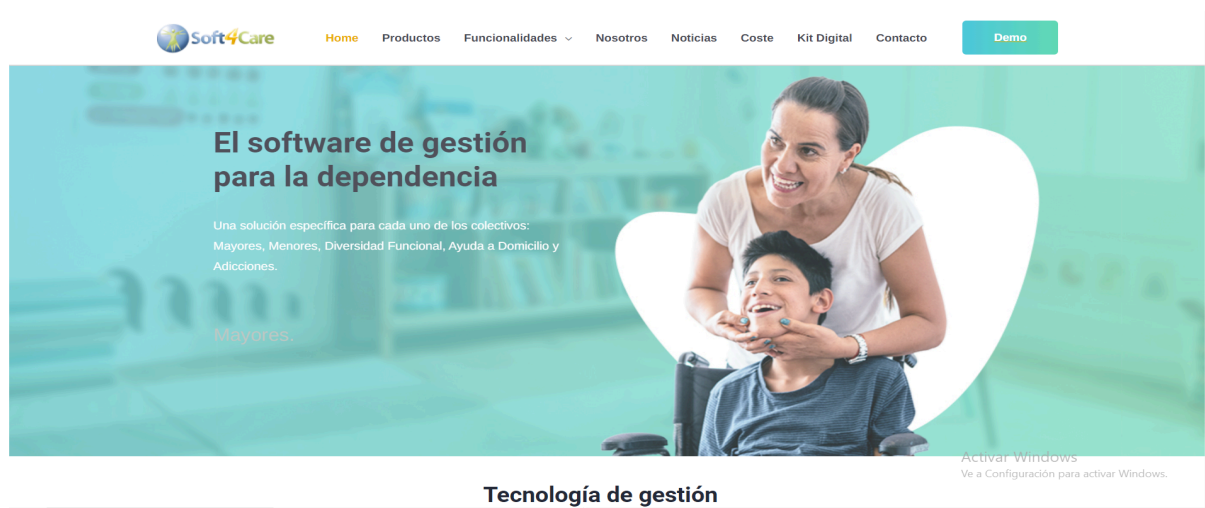 Soft4Care
Home Productos Funcionalidades Nosotros Noticias Coste Kit Digital Contacto Demo
El software de gestión
para la dependencia
Una solución específica para cada uno de los colectivos:
Mayores, Menores, Diversidad Funcional, Ayuda a Domicilio y
Adicciones.
Mayores.
Activar Windows
Ve a Configuración para activar Windows.
Tecnología de gestión